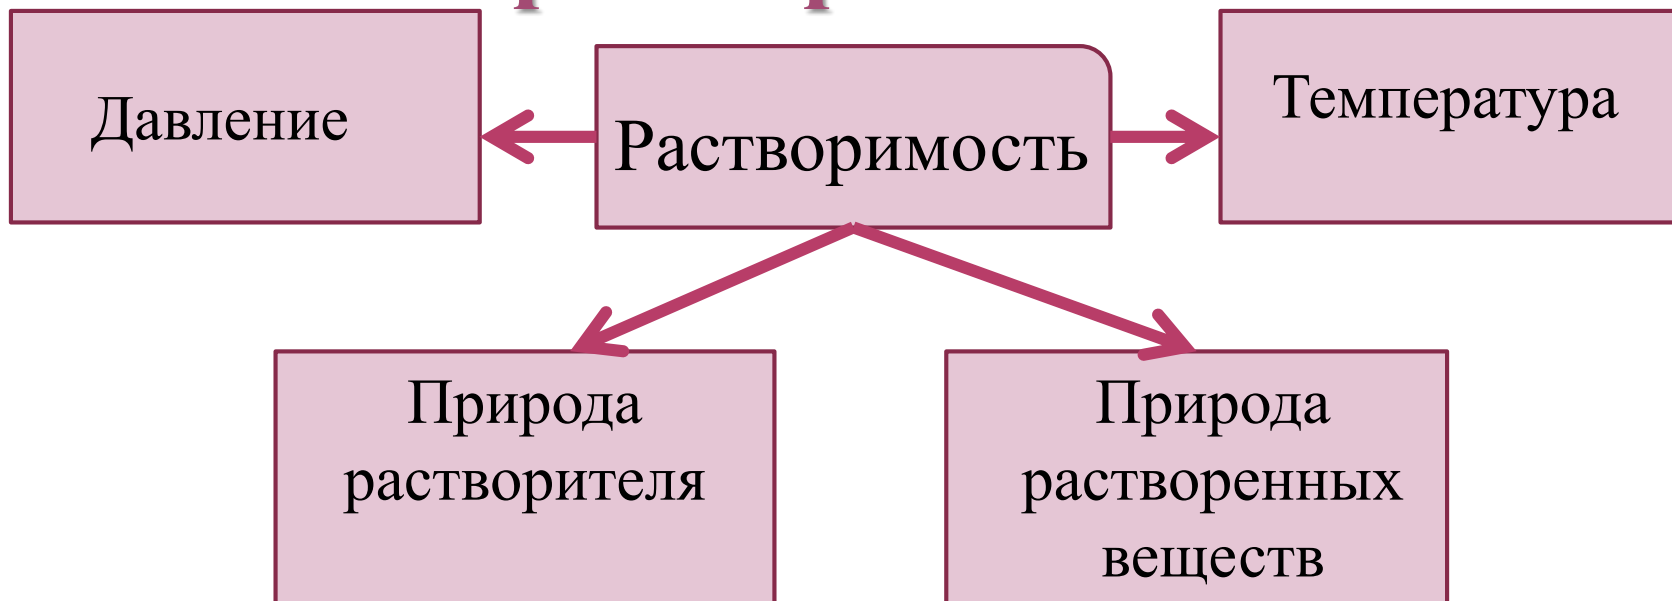 Давление
Растворимость
Температура
Природа
растворителя
Природа
растворенных
веществ